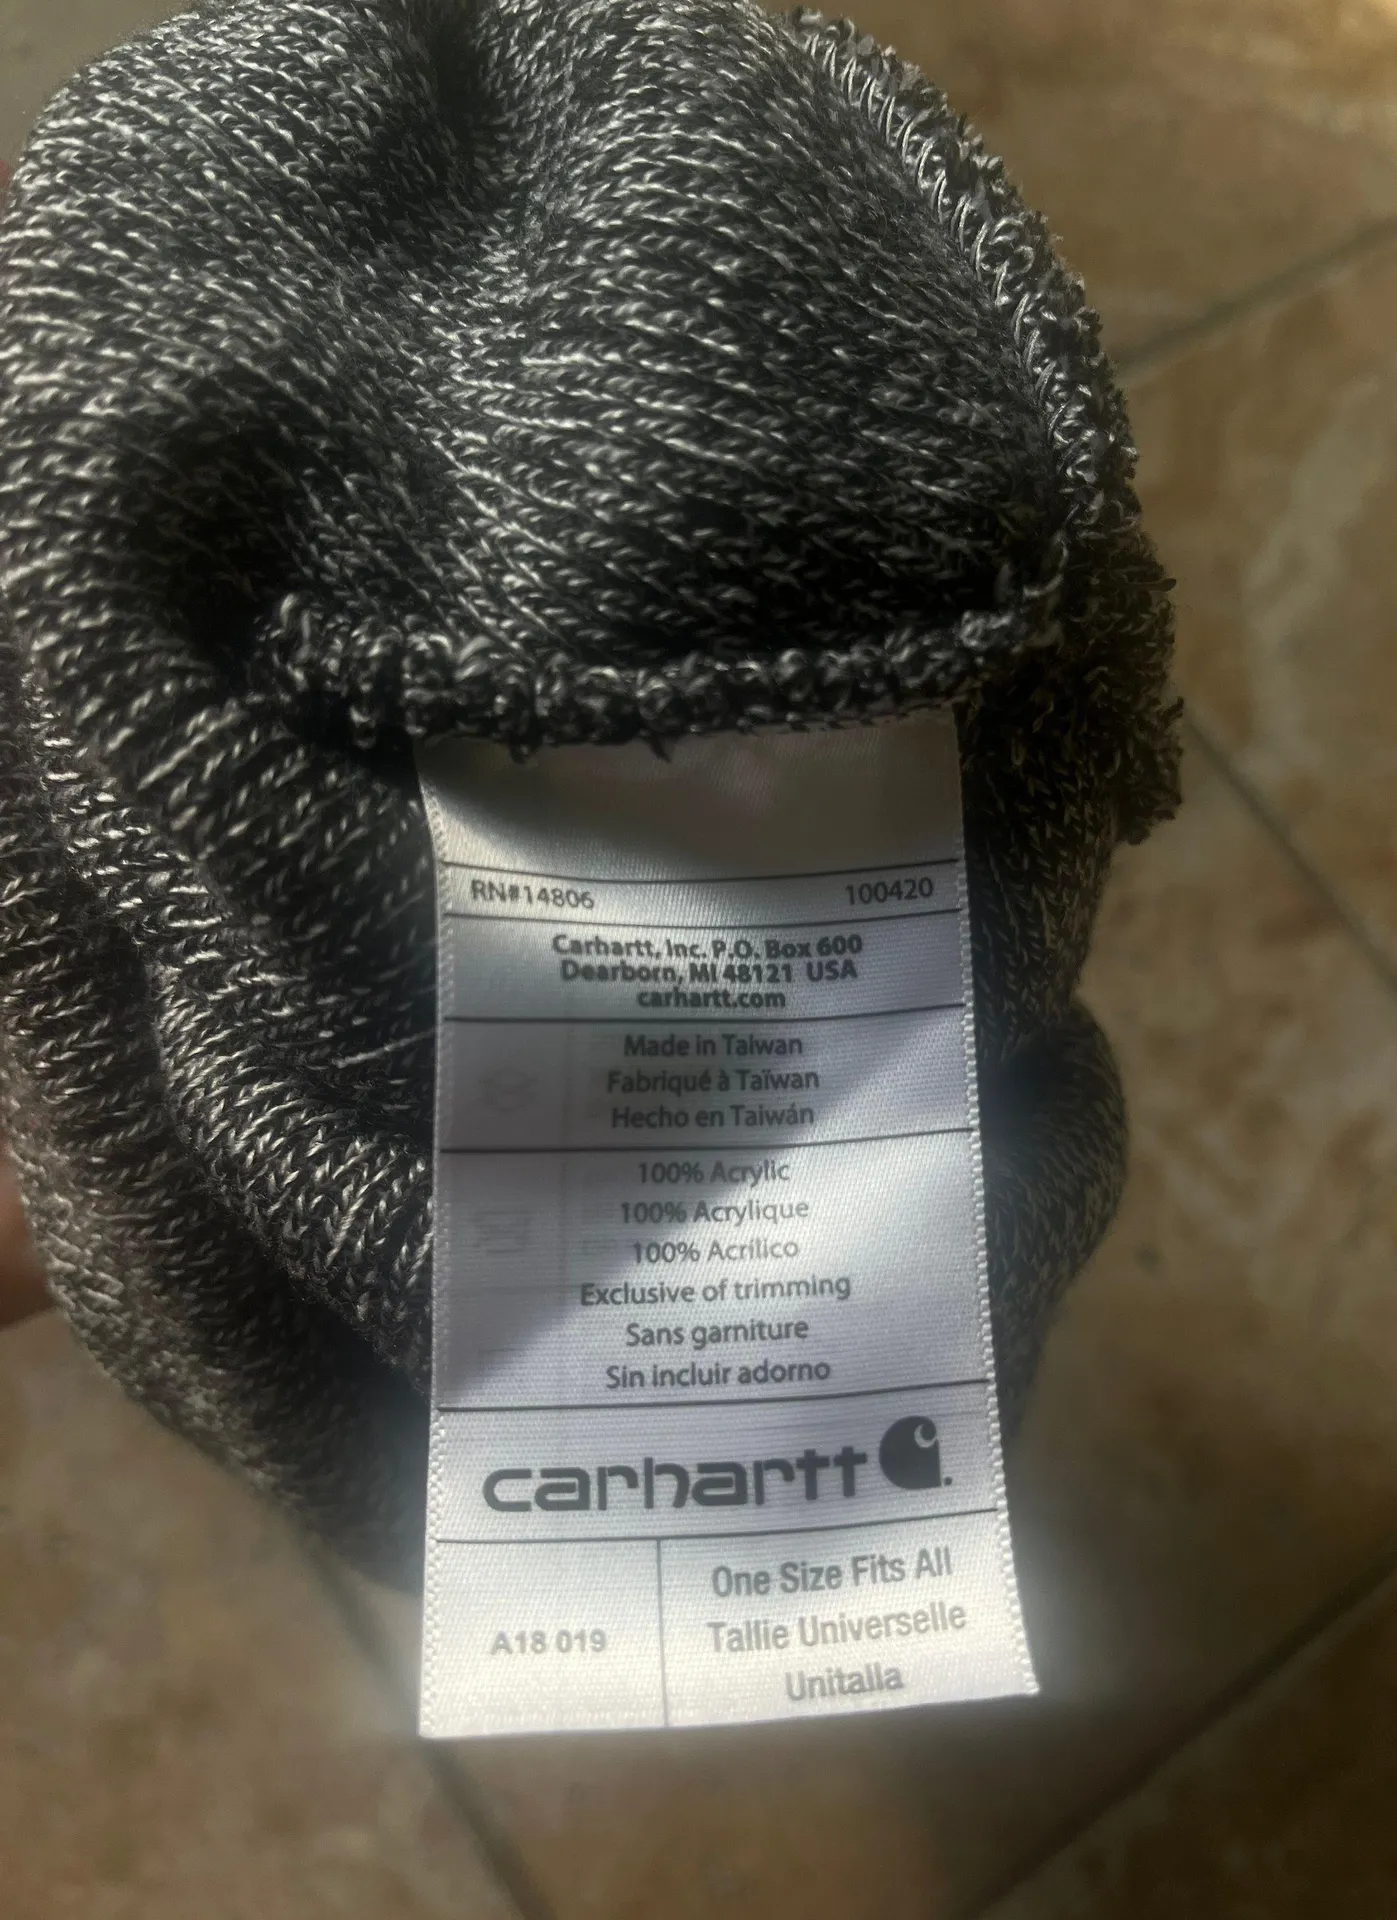 RN#14806 100420
Carhartt, Inc. P.O. Box 600
Dearborn, MI 48121 USA
carhartt.com
Made in Taiwan
Fabriqué à Taïwan
Hecho en Taiwán
100% Acrylic
100% Acrylique
100% Acrílico
Exclusive of trimming
Sans garniture
Sin incluir adorno
carhartt
A18 019
One Size Fits All
Tallie Universelle
Unitalla